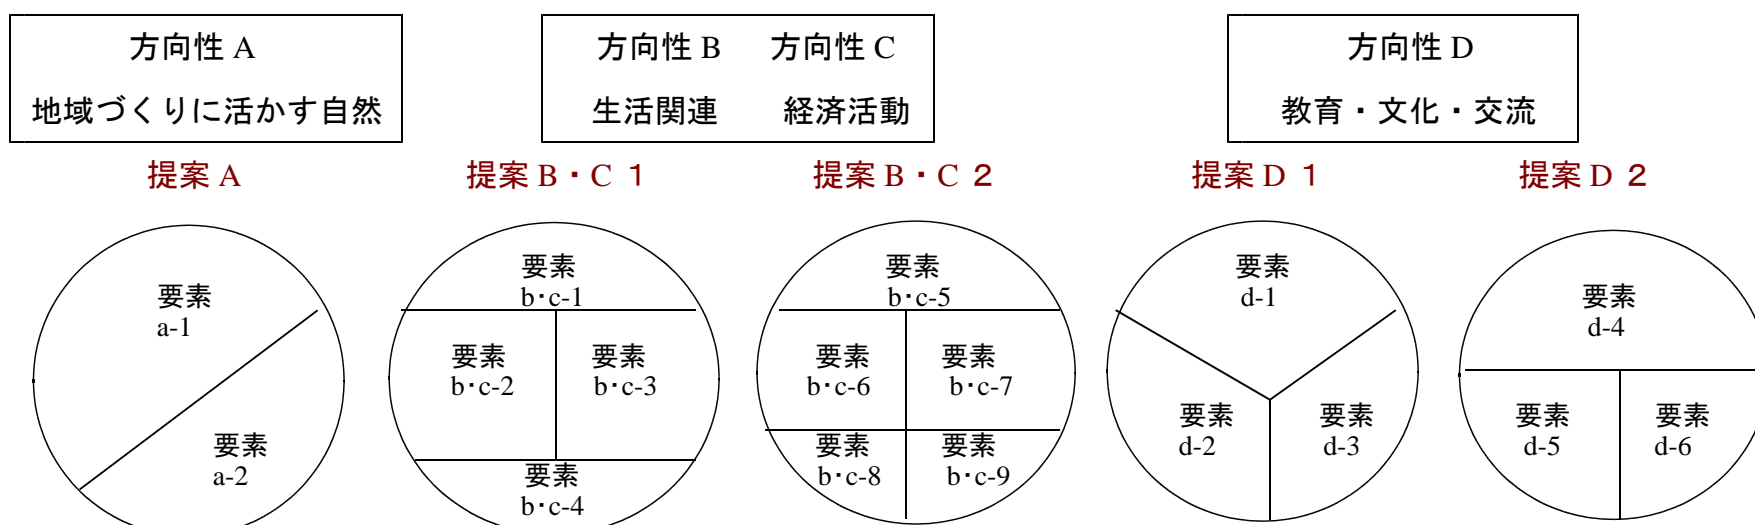 方向性 A
地域づくりに活かす自然
方向性 B 方向性 C
生活関連 経済活動
方向性 D
教育・文化・交流
提案 A
提案 B・C １
提案 B・C ２
提案 D １
提案 D ２
要素
a-1
要素
a-2
要素
b･c-1
要素
b･c-2
要素
b･c-3
要素
b･c-4
要素
b･c-5
要素
b･c-6
要素
b･c-7
要素
b･c-8
要素
b･c-9
要素
d-1
要素
d-2
要素
d-3
要素
d-4
要素
d-5
要素
d-6